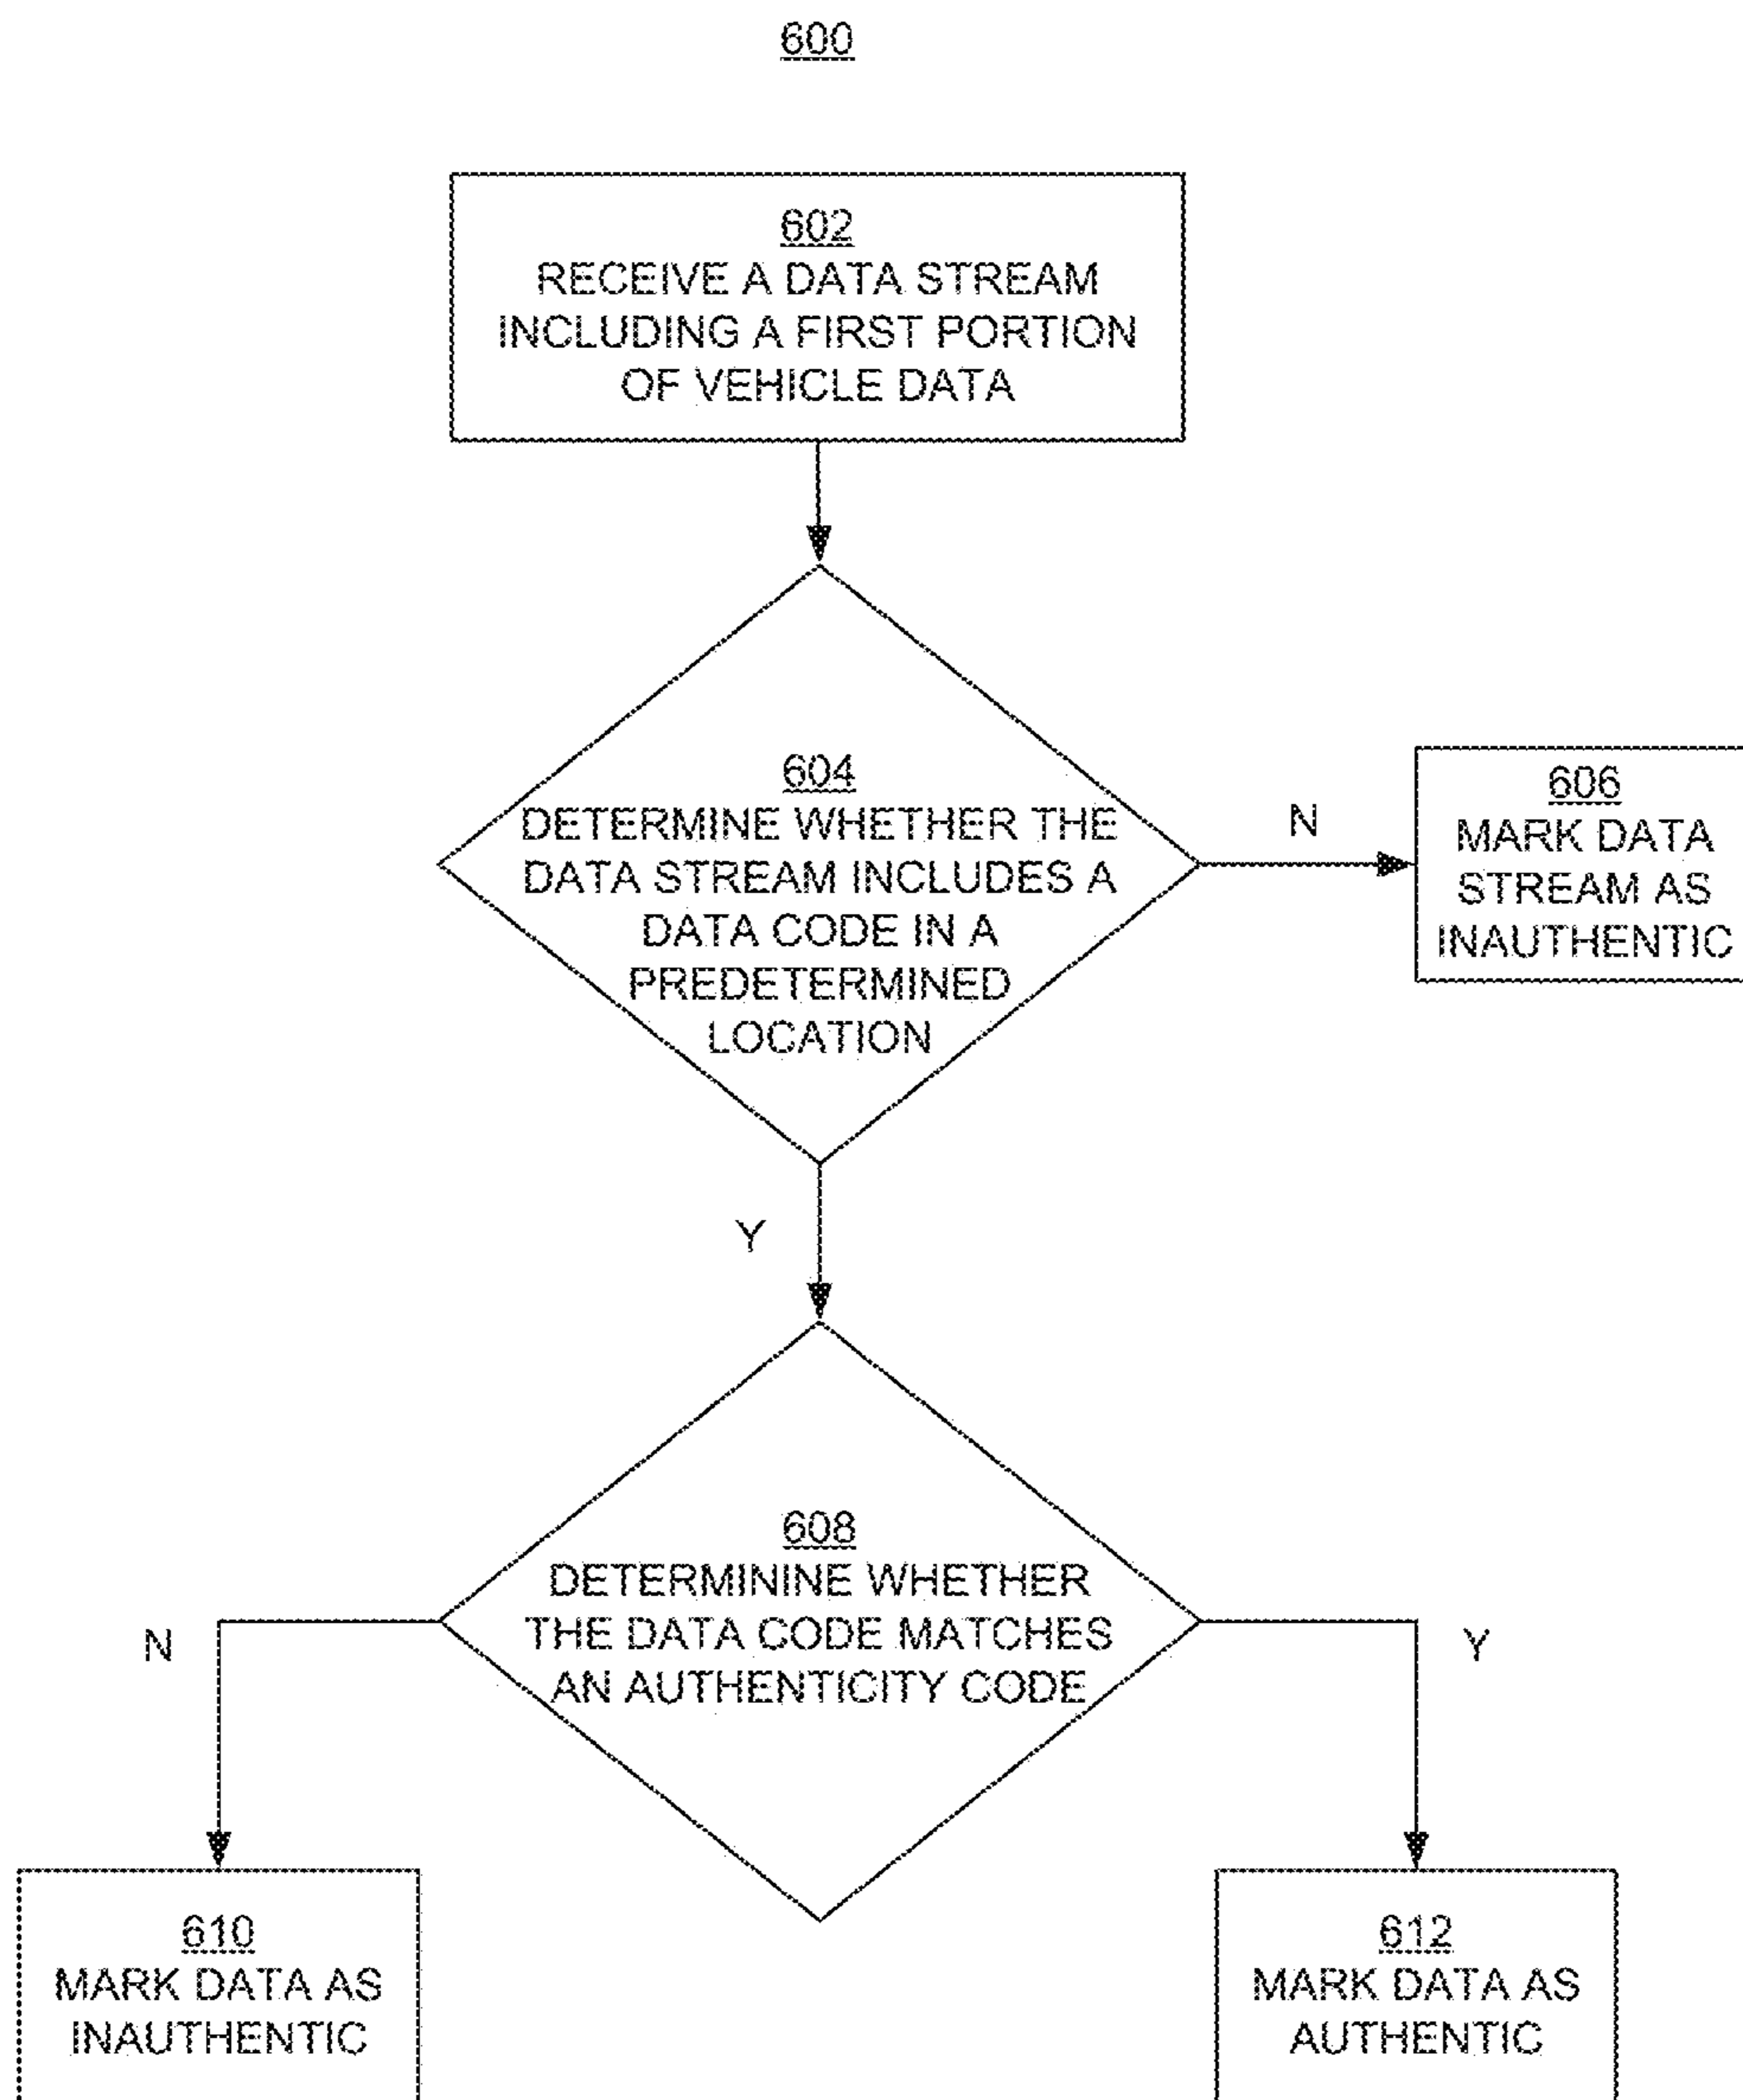 600
602
RECEIVE A DATA STREAM
INCLUDING A FIRST PORTION
OF VEHICLE DATA
604
DETERMINE WHETHER THE
DATA STREAM INCLUDES A
DATA CODE IN A
PREDETERMINED
LOCATION
N
606
MARK DATA
STREAM AS
INAUTHENTIC
Y
608
DETERMININE WHETHER
THE DATA CODE MATCHES
AN AUTHENTICITY CODE
N
Y
610
MARK DATA AS
INAUTHENTIC
612
MARK DATA AS
AUTHENTIC